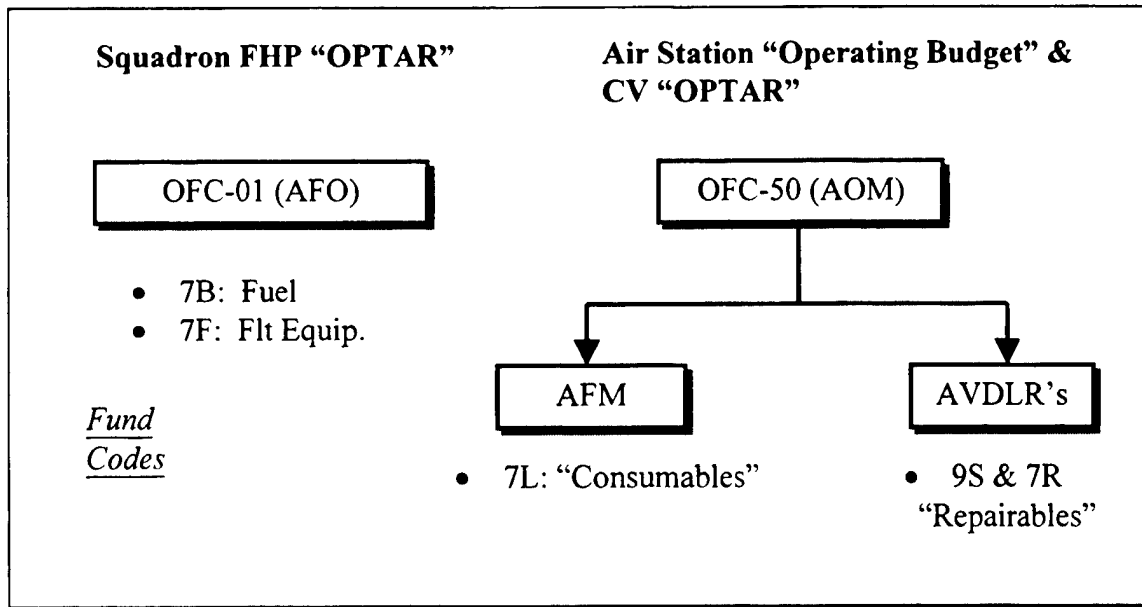 Squadron FHP “OPTAR”
Air Station “Operating Budget” &
CV “OPTAR”
OFC-01 (AFO)
OFC-50 (AOM)
• 7B: Fuel
• 7F: Flt Equip.
AFM
AVDLR's
Fund
Codes
• 7L: “Consumables”
• 9S & 7R
“Repairables”